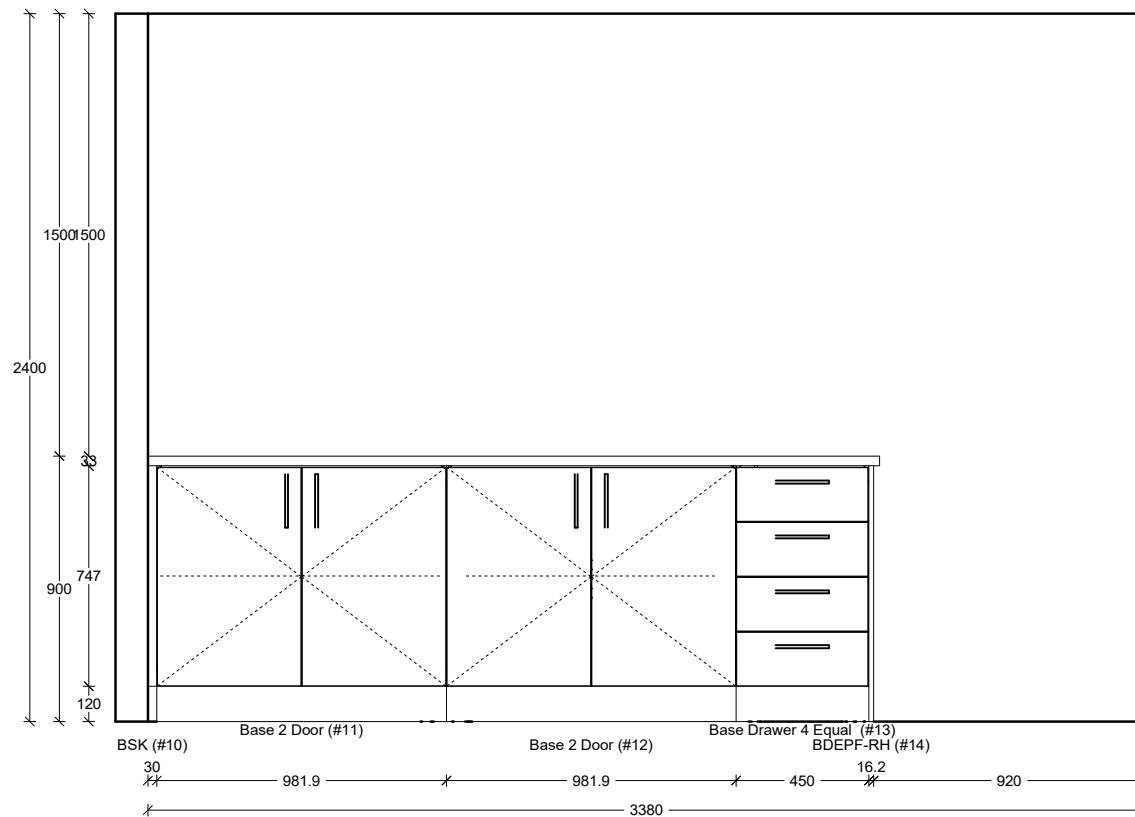 1500
1500
2400
33
747
900
120
Base 2 Door (#11)
Base Drawer 4 Equal (#13)
BSK (#10)
Base 2 Door (#12)
BDEPF-RH (#14)
30
16.2
981.9
981.9
450
920
3380